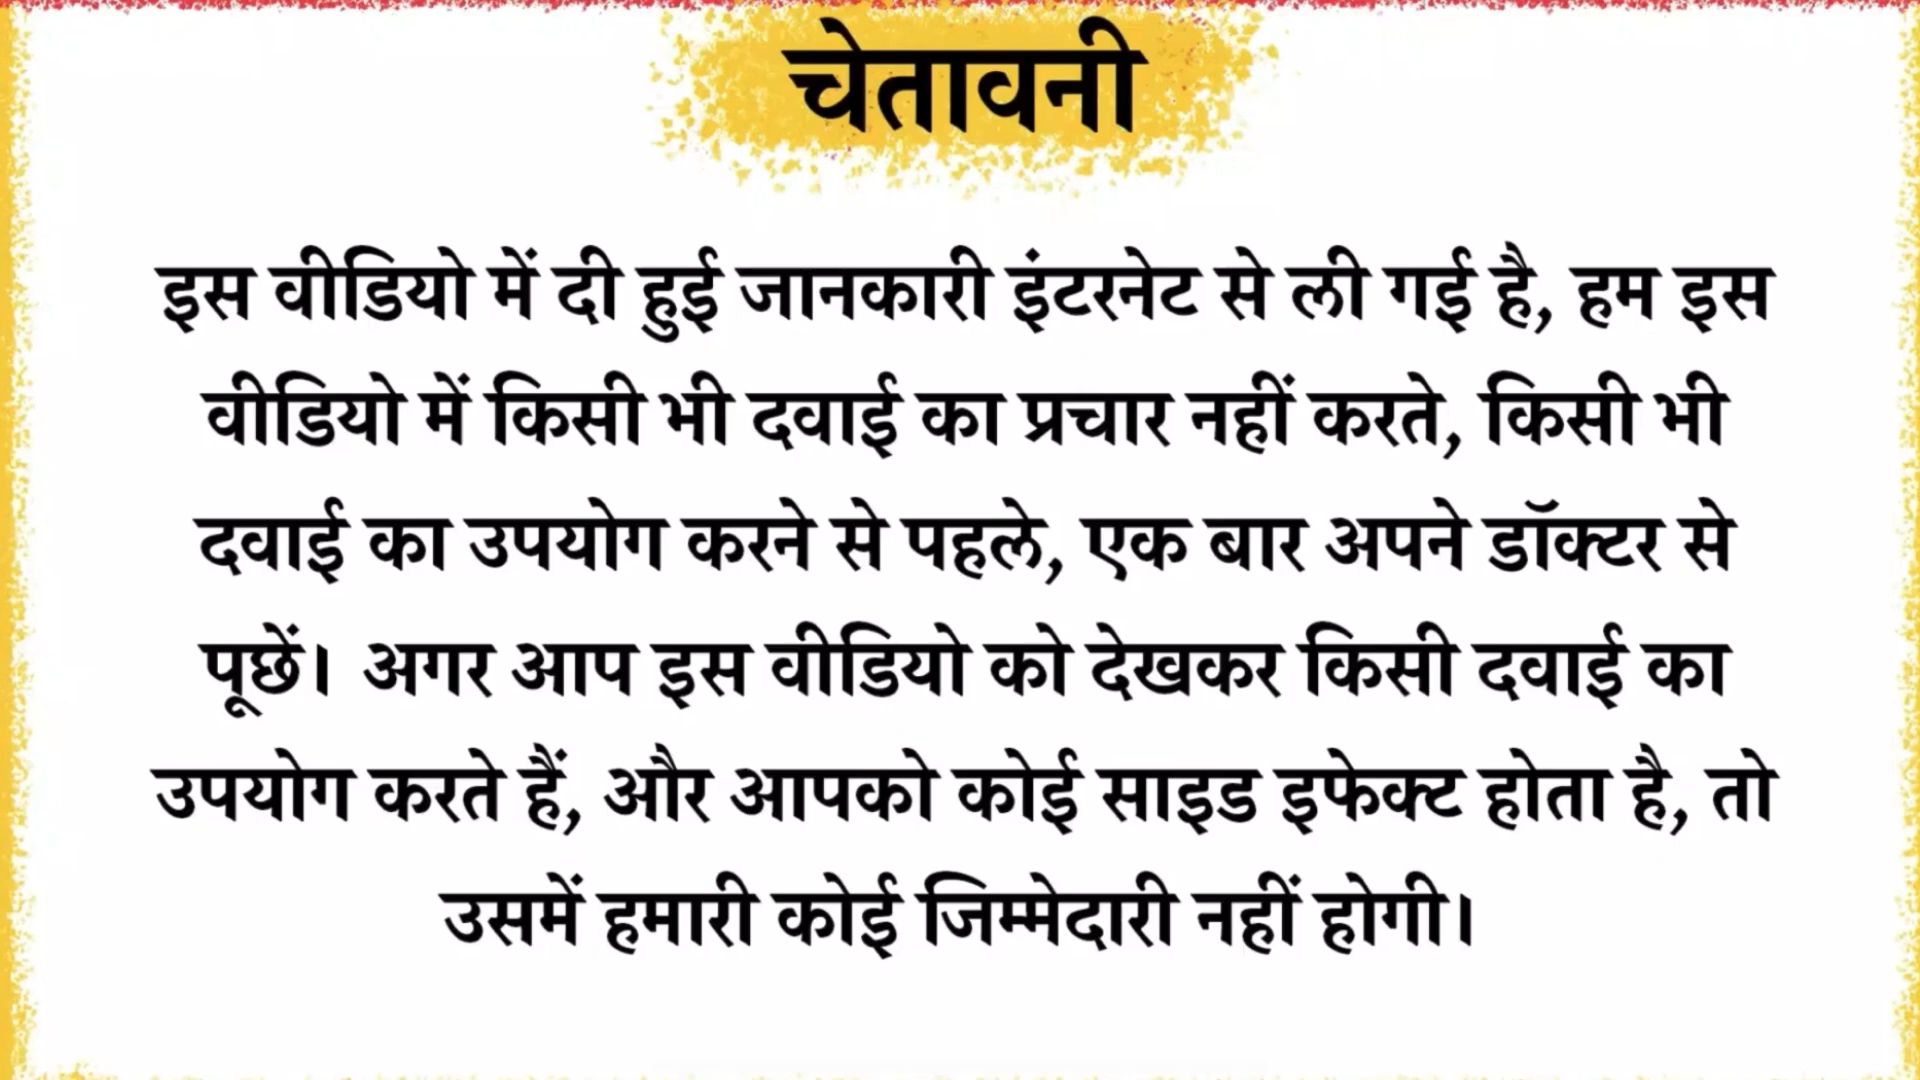 चेतावनी
इस वीडियो में दी हुई जानकारी इंटरनेट से ली गई है, हम इस
वीडियो में किसी भी दवाई का प्रचार नहीं करते, किसी भी
दवाई का उपयोग करने से पहले, एक बार अपने डॉक्टर से
पूछें। अगर आप इस वीडियो को देखकर किसी दवाई का
उपयोग करते हैं, और आपको कोई साइड इफेक्ट होता है, तो
उसमें हमारी कोई जिम्मेदारी नहीं होगी।